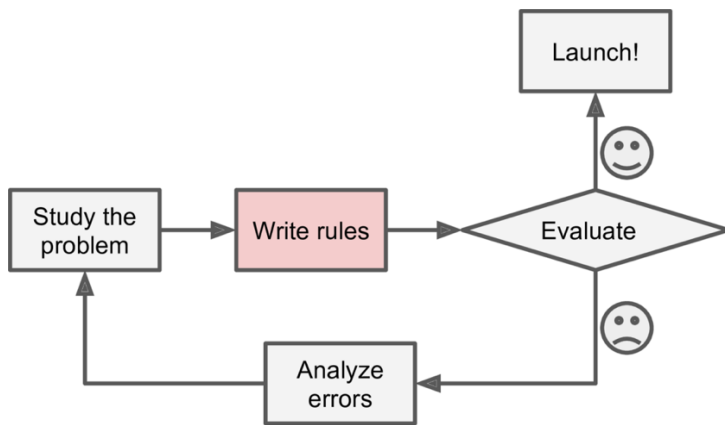 Launch!
Study the
problem
Write rules
Evaluate
Analyze
errors